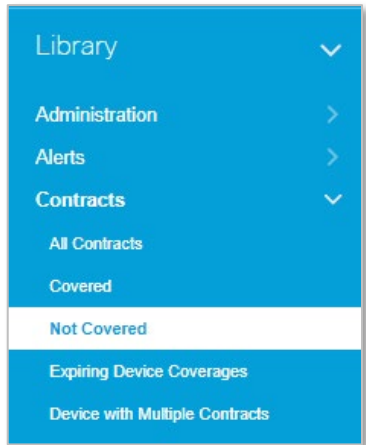 Library
Administration
Alerts
Contracts
All Contracts
Covered
Not Covered
Expiring Device Coverages
Device with Multiple Contracts